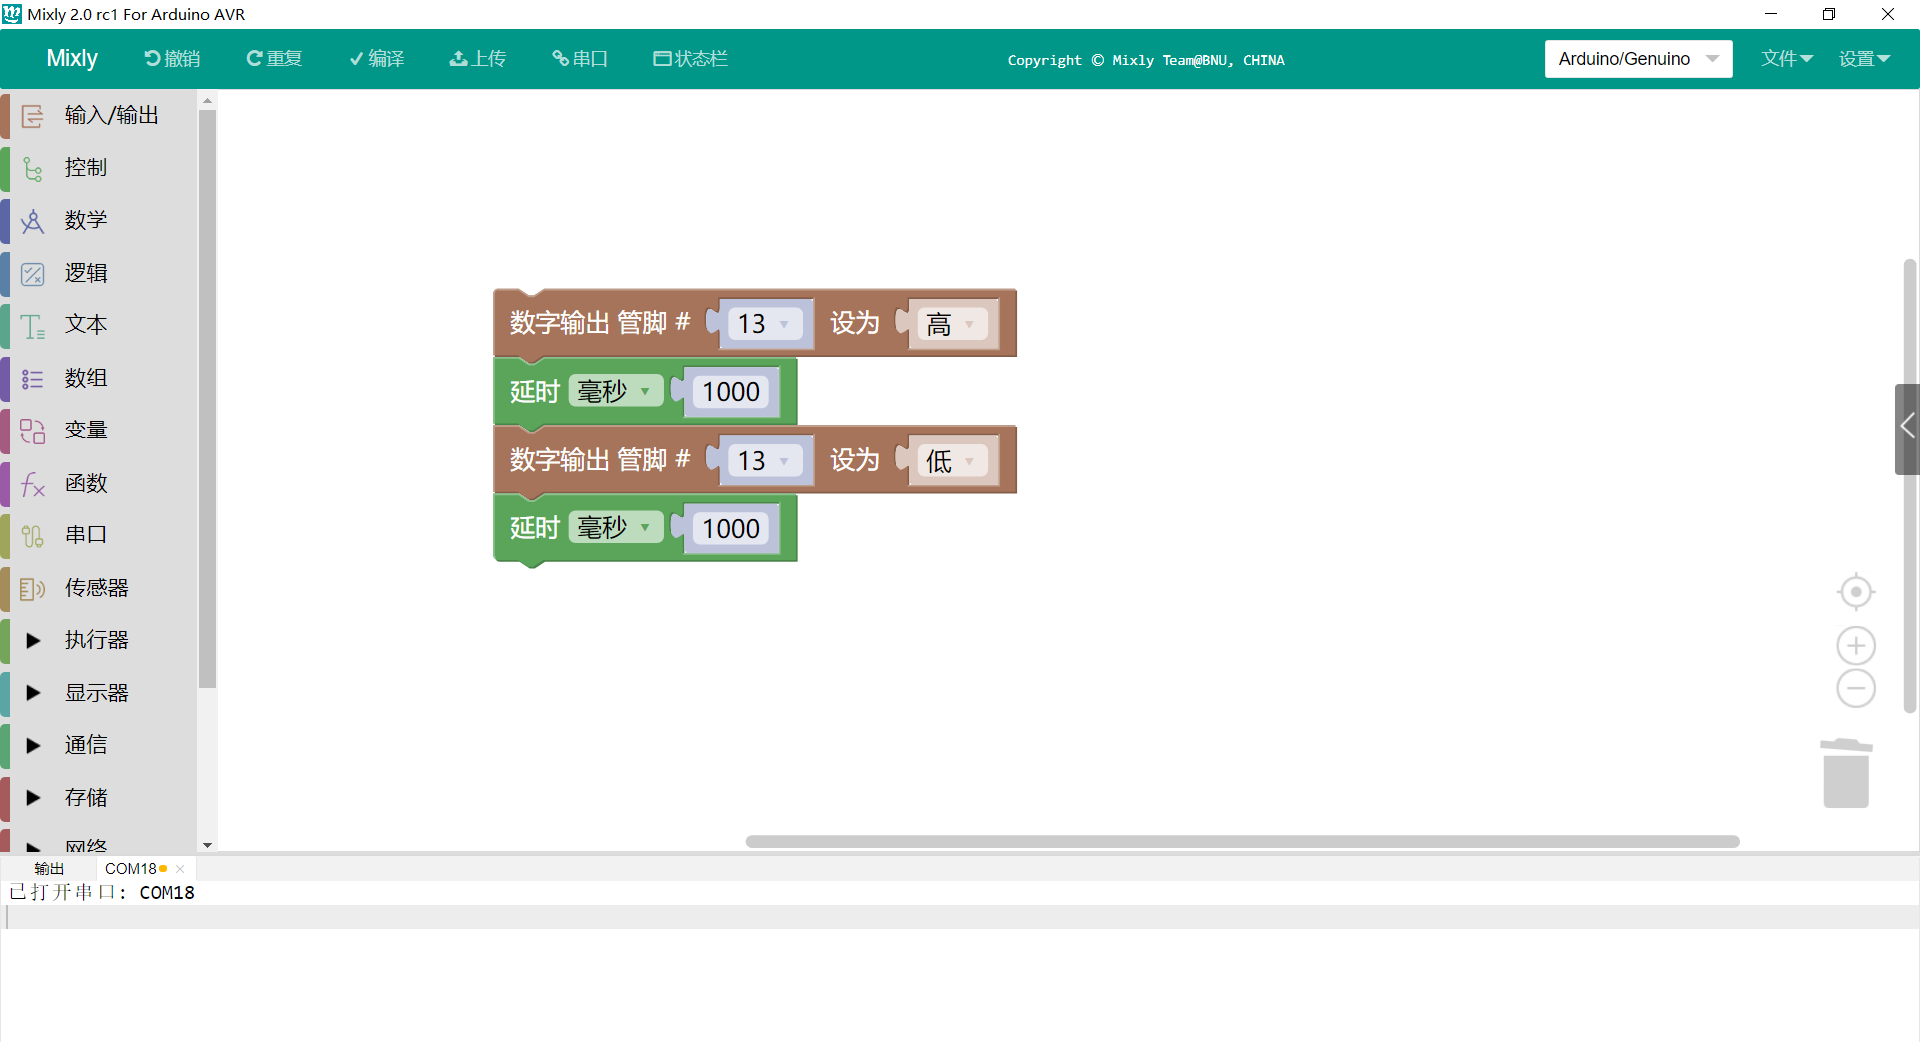 Mixly 2.0 rc1 For Arduino AVR
Mixly 撤销 重复 编译 上传 串口 状态栏 Copyright © Mixly Team@BNU, CHINA Arduino/Genuino 文件 设置
输入/输出
控制
数学
逻辑
文本
数组
变量
函数
串口
传感器
执行器
显示器
通信
存储
网络
数字输出 管脚 # 13 设为 高
延时 毫秒 1000
数字输出 管脚 # 13 设为 低
延时 毫秒 1000
输出 COM18
已打开串口: COM18